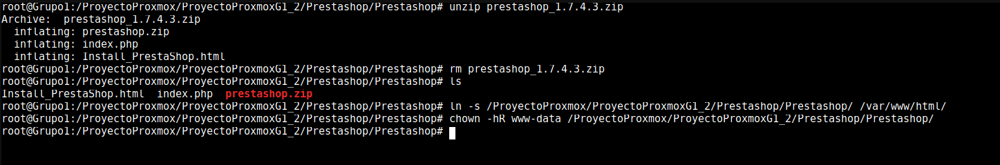 root@Grupo1:/ProyectoProxmox/ProyectoProxmoxG1_2/Prestashop/Prestashop# unzip prestashop_1.7.4.3.zip
Archive:  prestashop_1.7.4.3.zip
  inflating: prestashop.zip
  inflating: index.php
  inflating: Install_PrestaShop.html
root@Grupo1:/ProyectoProxmox/ProyectoProxmoxG1_2/Prestashop/Prestashop# rm prestashop_1.7.4.3.zip
root@Grupo1:/ProyectoProxmox/ProyectoProxmoxG1_2/Prestashop/Prestashop# ls
Install_PrestaShop.html  index.php  prestashop.zip
root@Grupo1:/ProyectoProxmox/ProyectoProxmoxG1_2/Prestashop/Prestashop# ln -s /ProyectoProxmox/ProyectoProxmoxG1_2/Prestashop/Prestashop/ /var/www/html/
root@Grupo1:/ProyectoProxmox/ProyectoProxmoxG1_2/Prestashop/Prestashop# chown -hR www-data /ProyectoProxmox/ProyectoProxmoxG1_2/Prestashop/Prestashop/
root@Grupo1:/ProyectoProxmox/ProyectoProxmoxG1_2/Prestashop/Prestashop#